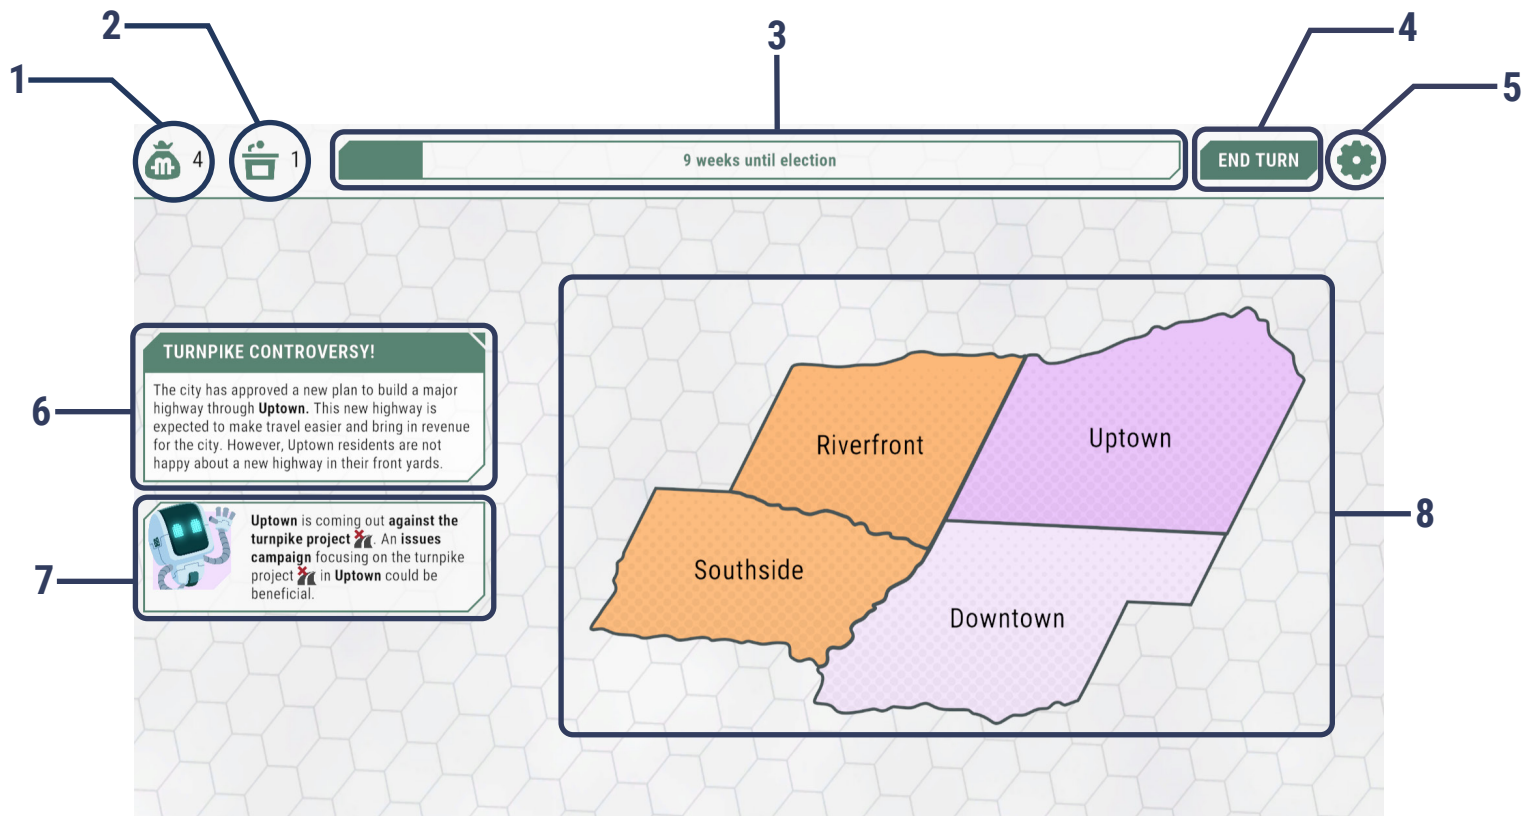 2
3
4
1
5
4
1
9 weeks until election
END TURN
TURNPIKE CONTROVERSY!
The city has approved a new plan to build a major
highway through Uptown. This new highway is
expected to make travel easier and bring in revenue
for the city. However, Uptown residents are not
happy about a new highway in their front yards.
6
Uptown is coming out against the
turnpike project . An issues
campaign focusing on the turnpike
project in Uptown could be
beneficial.
7
Riverfront
Uptown
Southside
Downtown
8